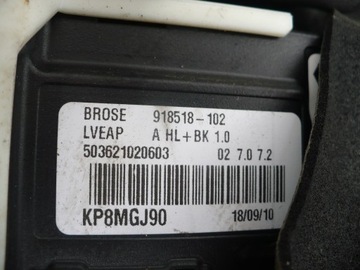 BROSE 918518-102
LVEAP A HL+BK 1.0
503621020603 02 7.0 7.2
KP8MGJ90 18/09/10